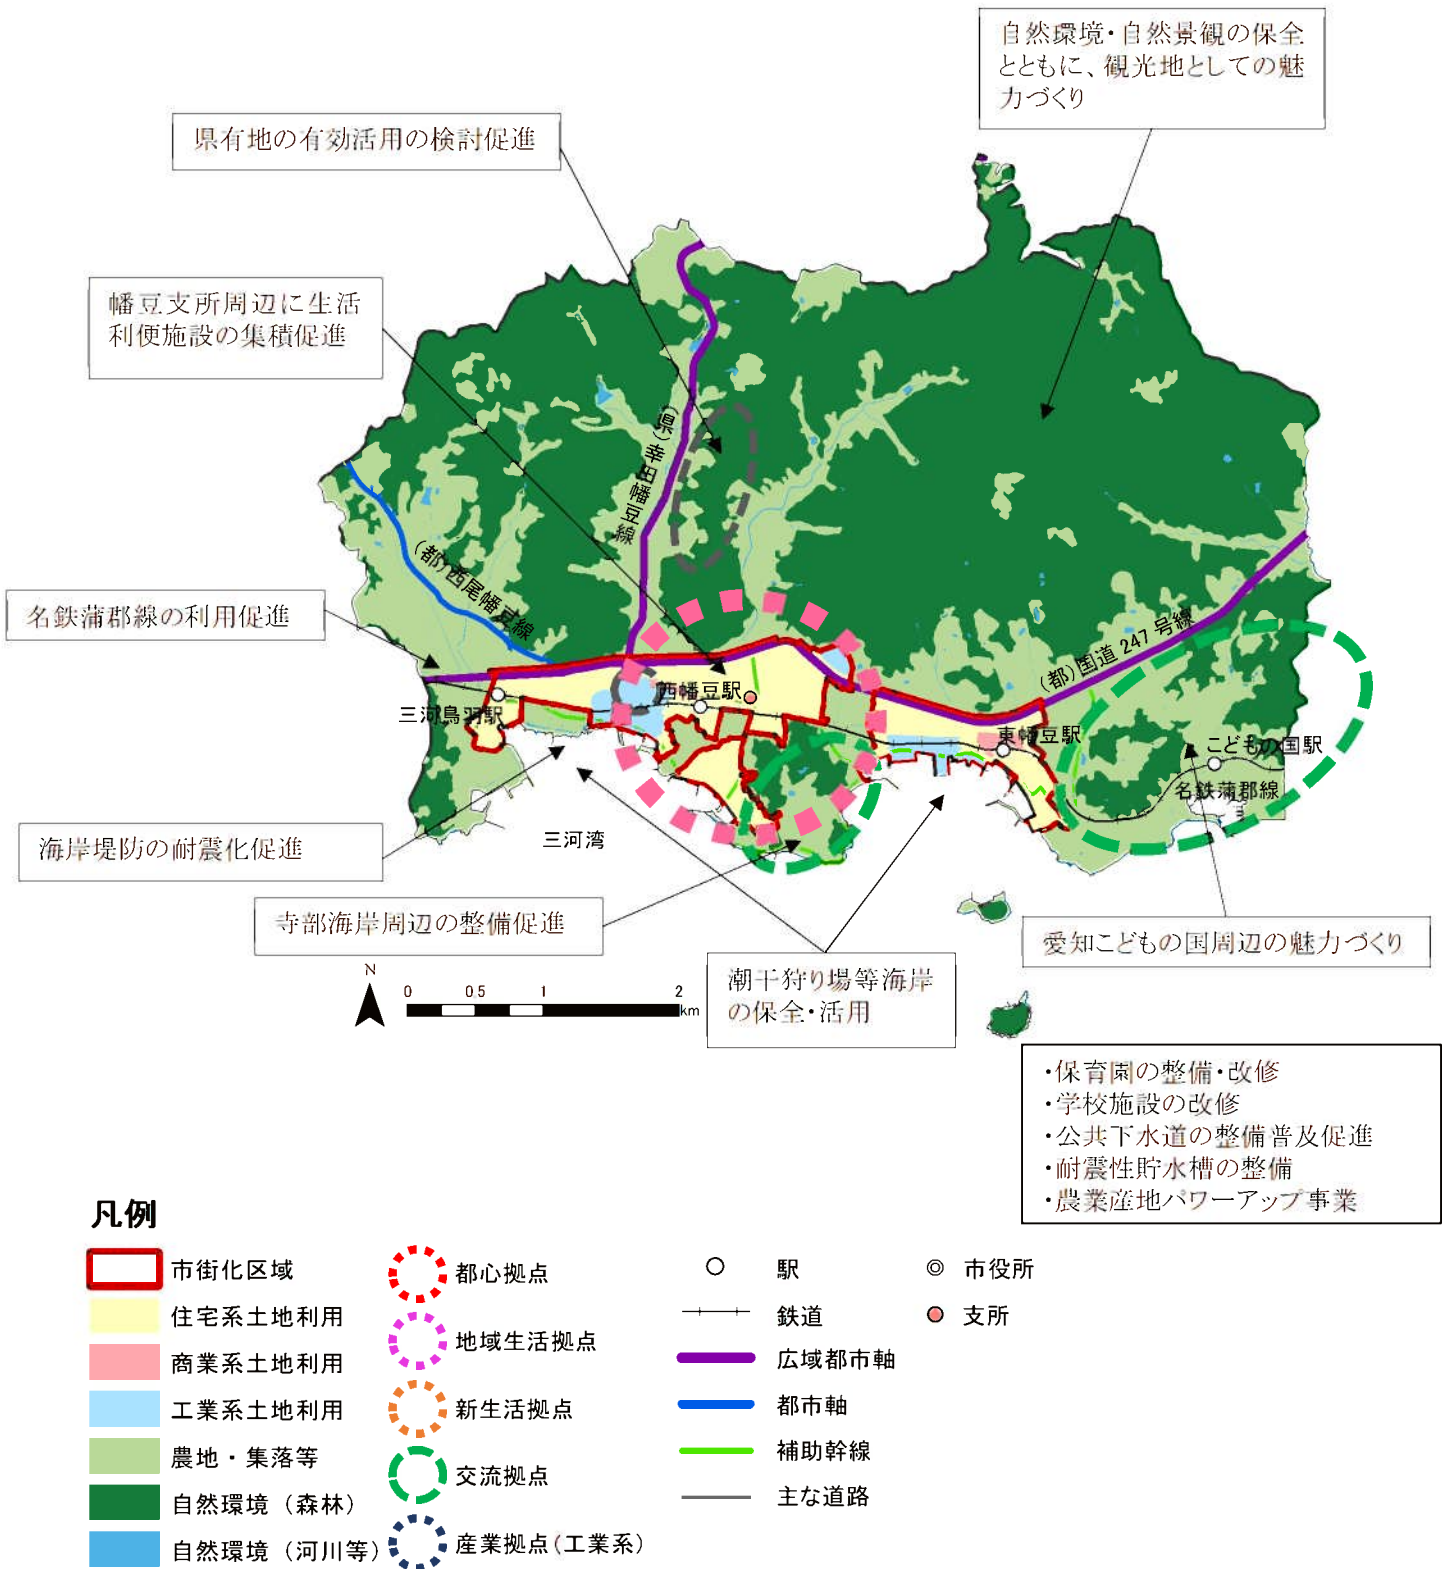 自然環境・自然景観の保全
とともに、観光地としての魅
力づくり
県有地の有効活用の検討促進
幡豆支所周辺に生活
利便施設の集積促進
(県)幸田幡豆線
(都)西尾幡豆線
名鉄蒲郡線の利用促進
(都)国道247号線
西幡豆駅
三河鳥羽駅
東幡豆駅
こどもの国駅
名鉄蒲郡線
三河湾
海岸堤防の耐震化促進
寺部海岸周辺の整備促進
愛知こどもの国周辺の魅力づくり
潮干狩り場等海岸
の保全・活用
N
0 0.5 1 2
km
・保育園の整備・改修
・学校施設の改修
・公共下水道の整備普及促進
・耐震性貯水槽の整備
・農業産地パワーアップ事業
凡例
市街化区域
住宅系土地利用
商業系土地利用
工業系土地利用
農地・集落等
自然環境（森林）
自然環境（河川等）
都心拠点
地域生活拠点
新生活拠点
交流拠点
産業拠点(工業系)
駅
鉄道
広域都市軸
都市軸
補助幹線
主な道路
市役所
支所